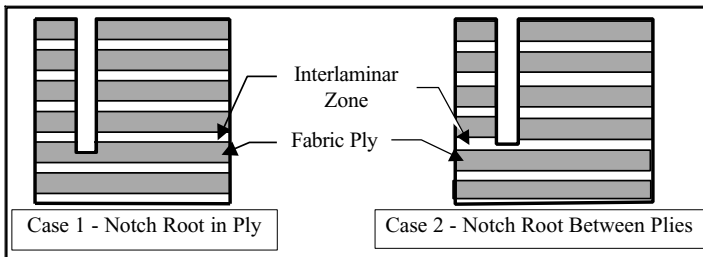 Interlaminar
Zone
Fabric Ply
Case 1 - Notch Root in Ply
Case 2 - Notch Root Between Plies